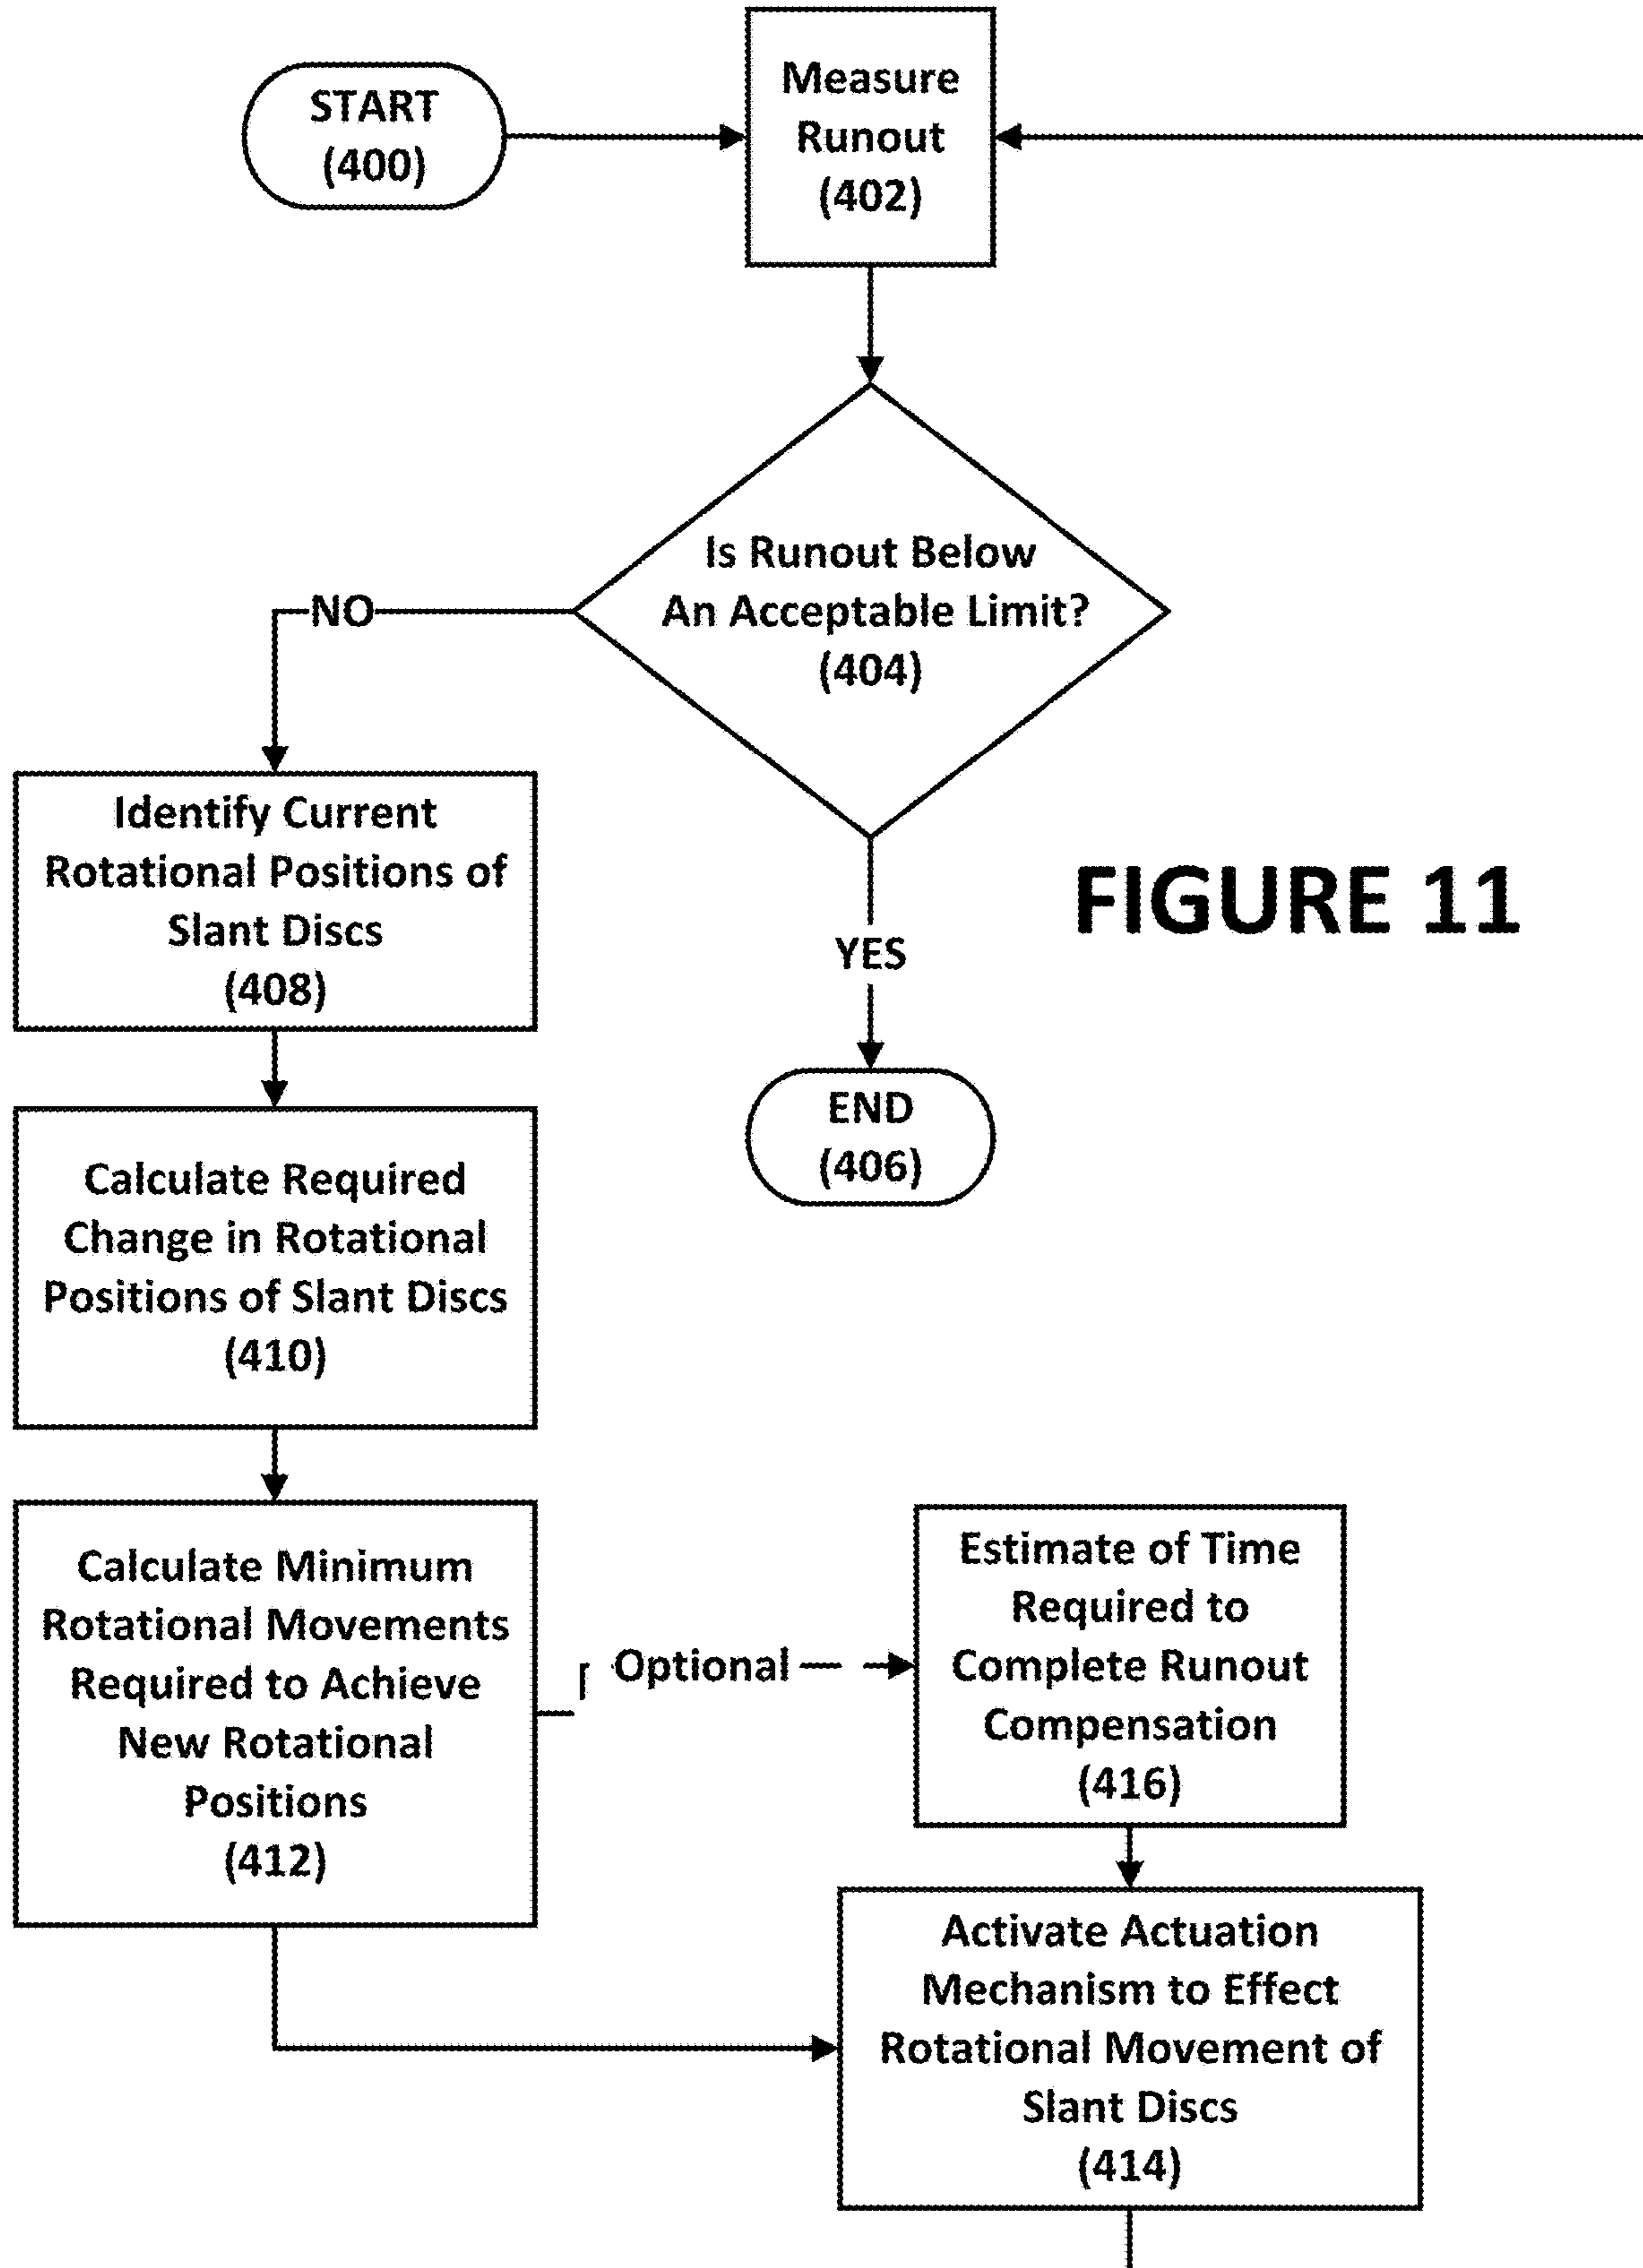 START
(400)
Measure
Runout
(402)
Is Runout Below
An Acceptable Limit?
(404)
NO
YES
FIGURE 11
END
(406)
Identify Current
Rotational Positions of
Slant Discs
(408)
Calculate Required
Change in Rotational
Positions of Slant Discs
(410)
Calculate Minimum
Rotational Movements
Required to Achieve
New Rotational
Positions
(412)
Optional
Estimate of Time
Required to
Complete Runout
Compensation
(416)
Activate Actuation
Mechanism to Effect
Rotational Movement of
Slant Discs
(414)